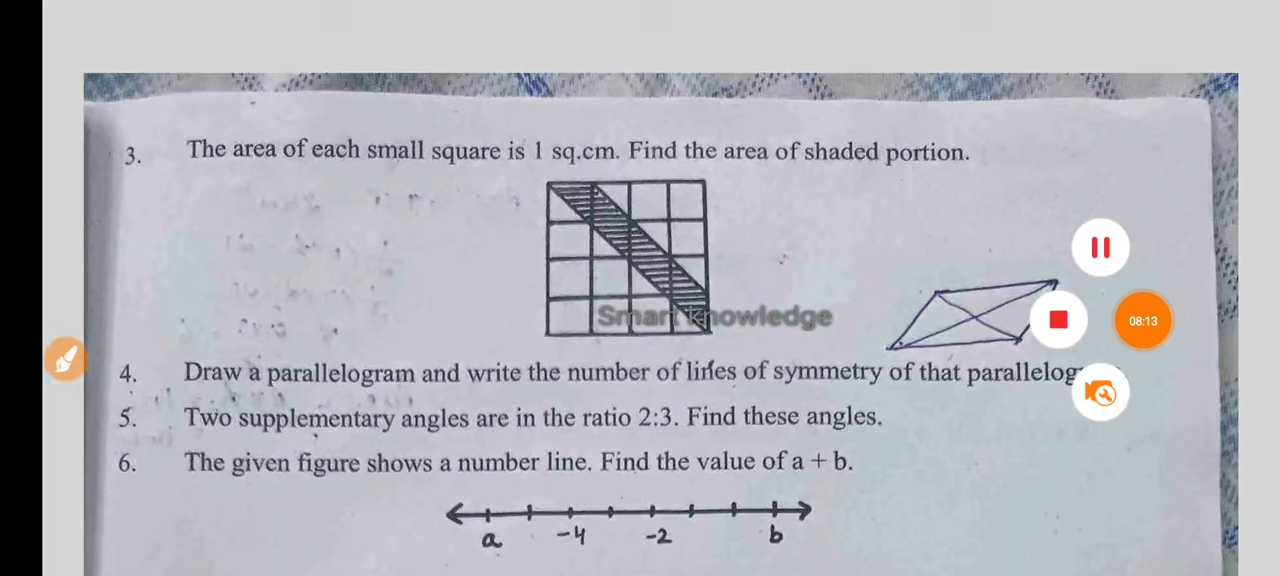 3. The area of each small square is 1 sq.cm. Find the area of shaded portion.
Smart Knowledge
08:13
4. Draw a parallelogram and write the number of lines of symmetry of that parallelog
5. Two supplementary angles are in the ratio 2:3. Find these angles.
6. The given figure shows a number line. Find the value of a + b.
a -4 -2 b